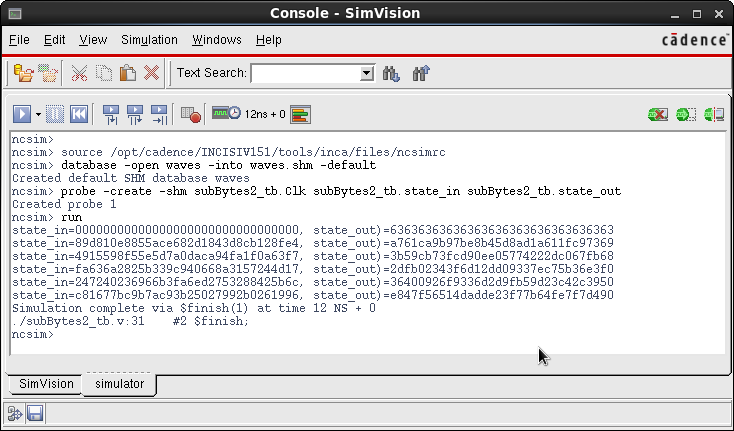 Console - SimVision
File Edit View Simulation Windows Help
cādence
Text Search:
12ns + 0
ncsim>
ncsim> source /opt/cadence/INCISIV151/tools/inca/files/ncsimrc
ncsim> database -open waves -into waves.shm -default
Created default SHM database waves
ncsim> probe -create -shm subBytes2_tb.Clk subBytes2_tb.state_in subBytes2_tb.state_out
Created probe 1
ncsim> run
state_in=00000000000000000000000000000000, state_out)=63636363636363636363636363636363
state_in=89d810e8855ace682d1843d8cb128fe4, state_out)=a761ca9b97be8b45d8ad1a611fc97369
state_in=4915598f55e5d7a0daca94fa1f0a63f7, state_out)=3b59cb73fcd90ee05774222dc067fb68
state_in=fa636a2825b339c940668a3157244d17, state_out)=2dfb02343f6d12dd09337ec75b36e3f0
state_in=247240236966b3fa6ed2753288425b6c, state_out)=36400926f9336d2d9fb59d23c42c3950
state_in=c81677bc9b7ac93b25027992b0261996, state_out)=e847f56514dadde23f77b64fe7f7d490
Simulation complete via $finish(1) at time 12 NS + 0
./subBytes2_tb.v:31 #2 $finish;
ncsim>
SimVision simulator